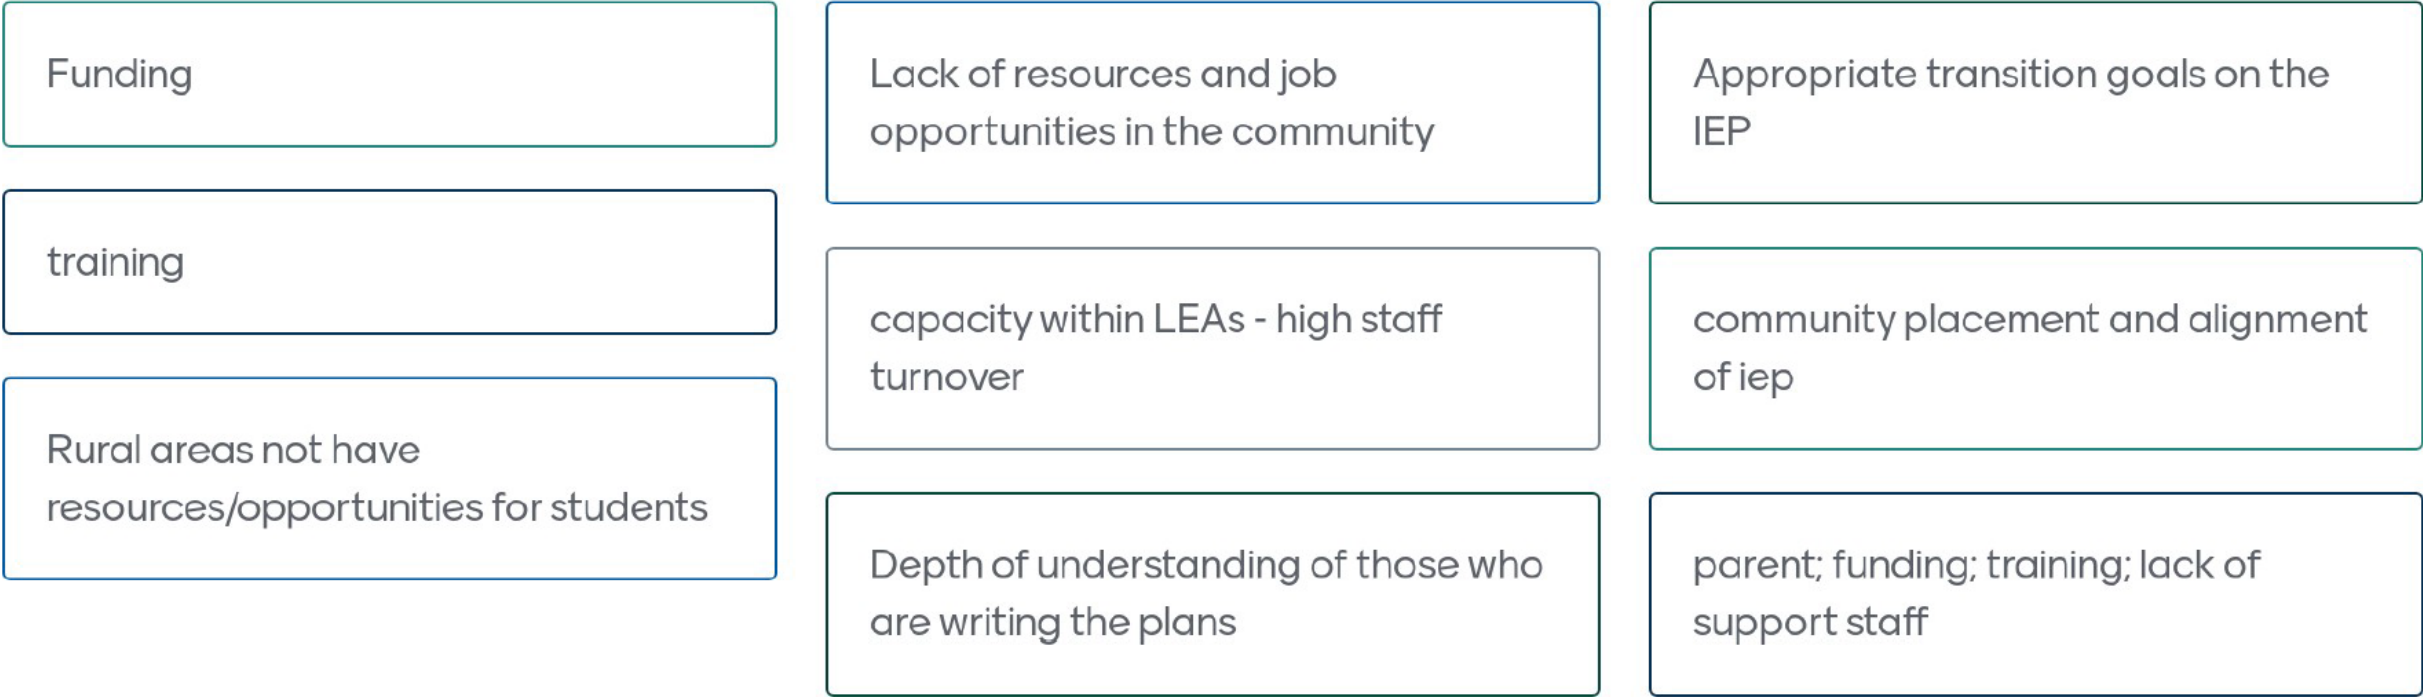 Funding
training
Rural areas not have
resources/opportunities for students
Lack of resources and job
opportunities in the community
capacity within LEAs - high staff
turnover
Depth of understanding of those who
are writing the plans
Appropriate transition goals on the
IEP
community placement and alignment
of iep
parent; funding; training; lack of
support staff